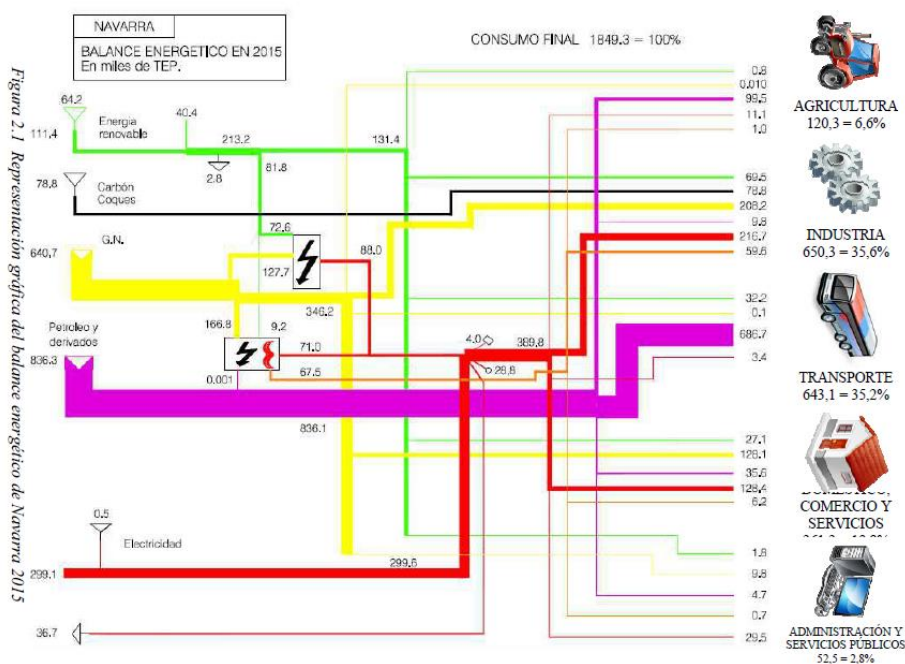 NAVARRA
BALANCE ENERGETICO EN 2015
En miles de TEP.
CONSUMO FINAL 1849.3 = 100%
Figura 2.1 Representación gráfica del balance energético de Navarra 2015
64.2
111.4
Energía
renovable
40.4
213.2
131.4
2.8
81.8
78.8
Carbón
Coques
72.6
G.N.
640.7
127.7
88.0
346.2
166.8
9.2
Petroleo y
derivados
836.3
71.0
67.5
0.001
4.0
389.8
28,8
836.1
0.5
Electricidad
299.1
299.6
36.7
0.8
0.010
99.5
11.1
1.0
69.5
78.8
208.2
9.8
216.7
59.6
32.2
0.1
3.4
27.1
35.6
128.4
6.2
1.8
9.8
4.7
0.7
29.5
AGRICULTURA
120,3 = 6,6%
INDUSTRIA
650,3 = 35,6%
TRANSPORTE
643,1 = 35,2%
COMERCIO Y
SERVICIOS
ADMINISTRACIÓN Y
SERVICIOS PÚBLICOS
52,5 = 2,8%